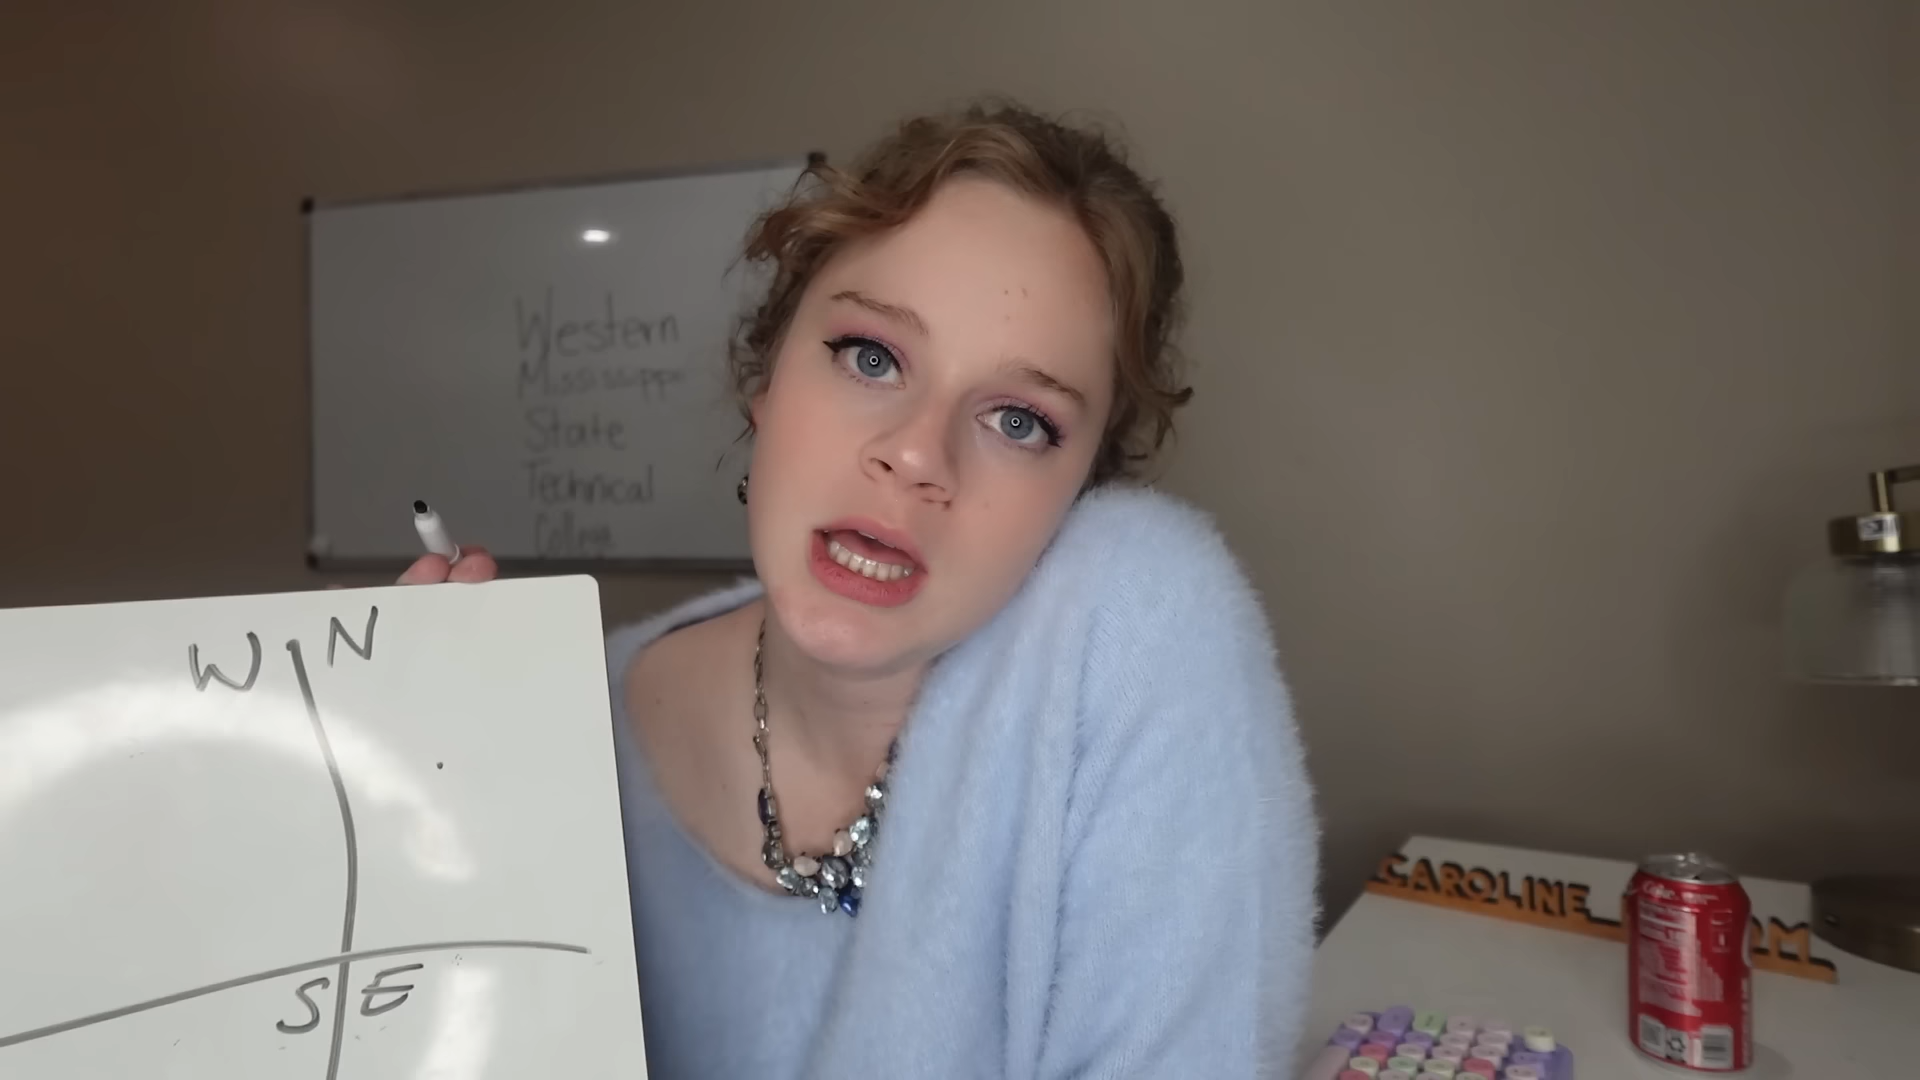 Western
Mississippi
State
Technical
College
W N
S E
CAROLINE